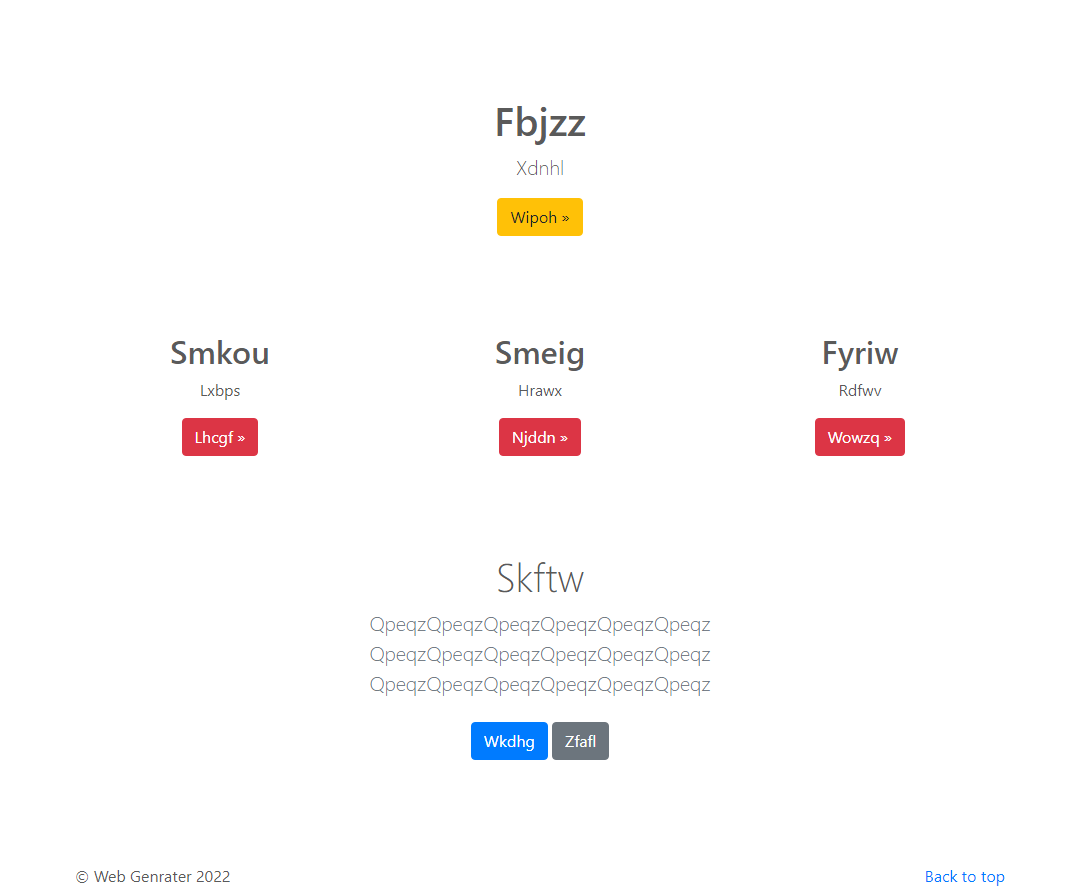 Fbjzz
Xdnhl
Wipoh »
Smkou
Smeig
Fyriw
Lxbps
Hrawx
Rdfwv
Lhcgf »
Njddn »
Wowzq »
Skftw
QpeqzQpeqzQpeqzQpeqzQpeqzQpeqz
QpeqzQpeqzQpeqzQpeqzQpeqzQpeqz
QpeqzQpeqzQpeqzQpeqzQpeqzQpeqz
Wkdhg
Zfafl
© Web Genrater 2022
Back to top